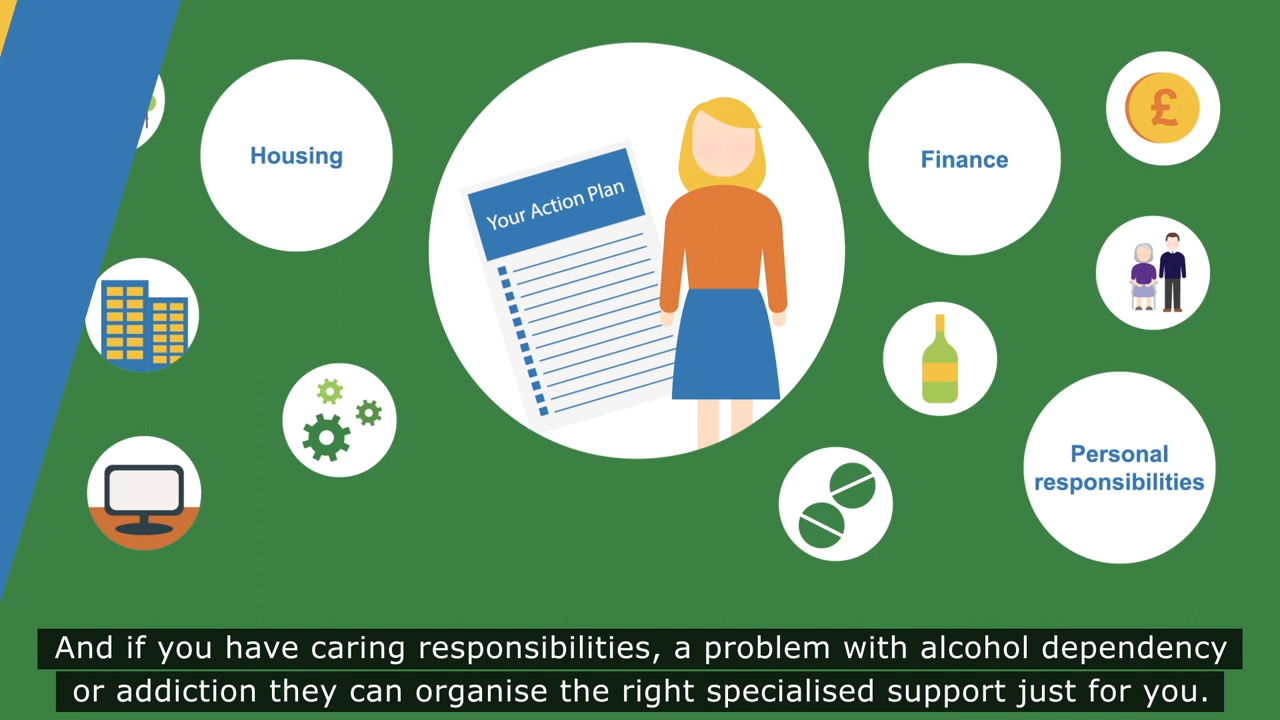 Housing
Your Action Plan
Finance
£
Personal
responsibilities
And if you have caring responsibilities, a problem with alcohol dependency
or addiction they can organise the right specialised support just for you.